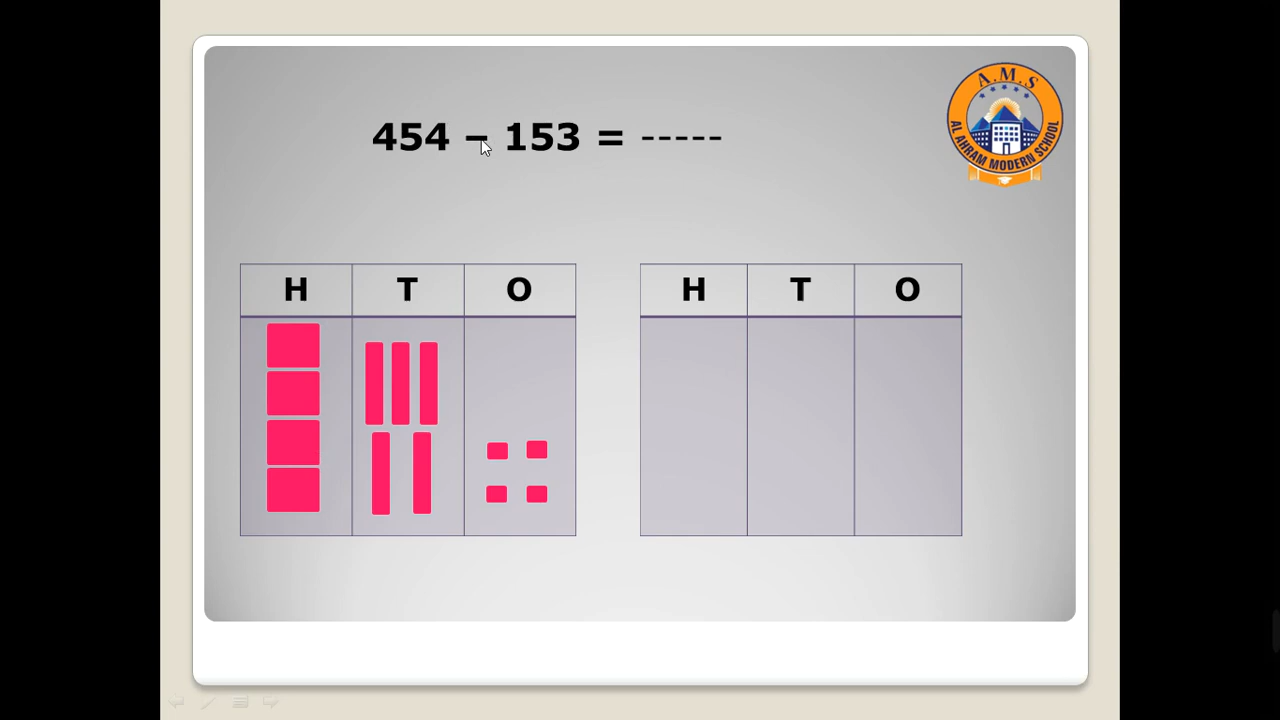 454 – 153 = -----
A.M.S
AL AHRAM MODERN SCHOOL
H T O
H T O